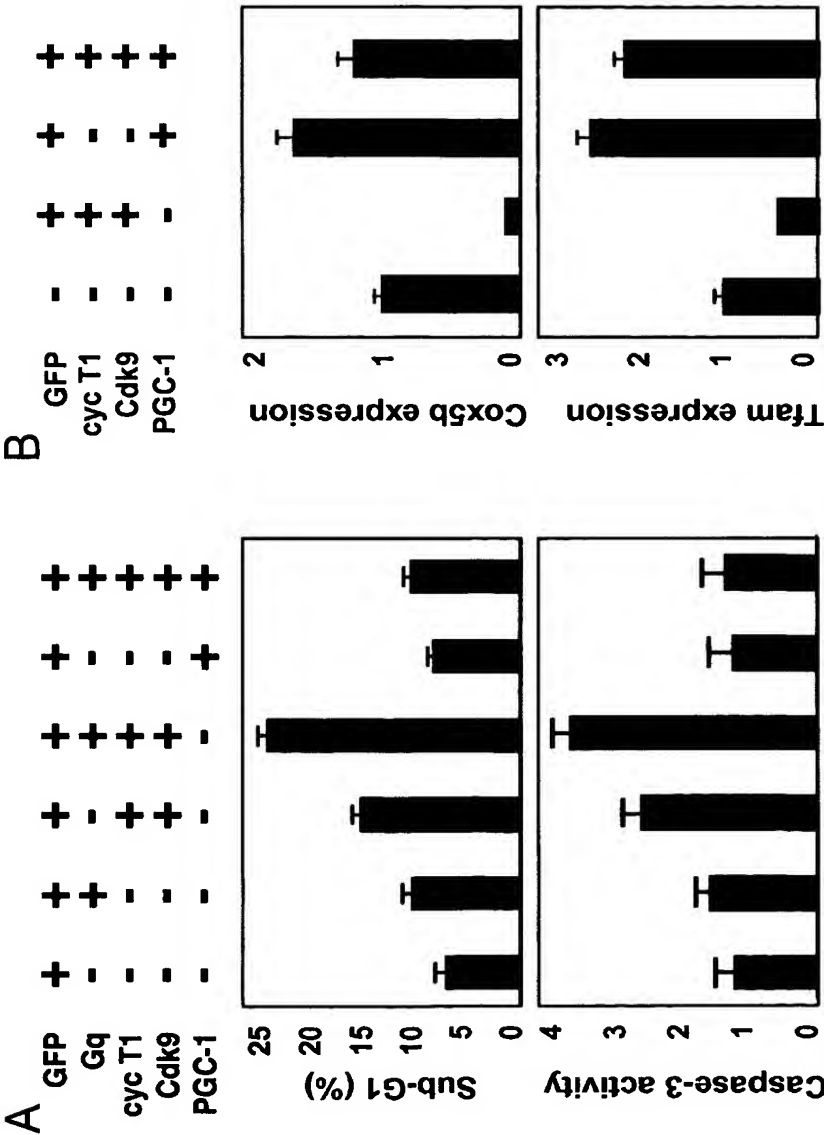 A
GFP + + + + + +
Gq - + - + - +
cyc T1 - - + + - +
Cdk9 - - + + - +
PGC-1 - - - - + +
Sub-G1 (%)
25
20
15
10
5
0
Caspase-3 activity
4
3
2
1
0
B
GFP - + + +
cyc T1 - + - +
Cdk9 - + - +
PGC-1 - - + +
Cox5b expression
2
1
0
Tfam expression
3
2
1
0